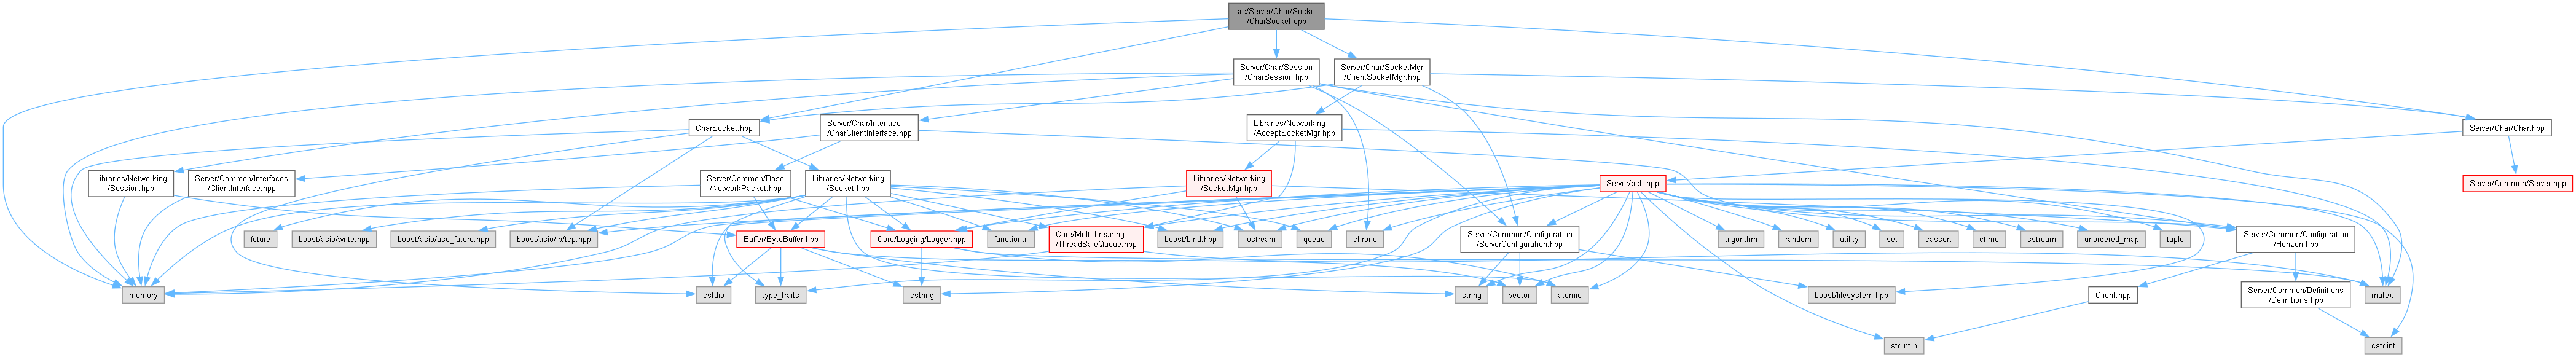 src/Server/Char/Socket
/CharSocket.cpp
Server/Char/Session
/CharSession.hpp
Server/Char/SocketMgr
/ClientSocketMgr.hpp
CharSocket.hpp
Server/Char/Interface
/CharClientInterface.hpp
Libraries/Networking
/AcceptSocketMgr.hpp
Server/Char/Char.hpp
Libraries/Networking
/Session.hpp
Server/Common/Interfaces
/ClientInterface.hpp
Server/Common/Base
/NetworkPacket.hpp
Libraries/Networking
/Socket.hpp
Libraries/Networking
/SocketMgr.hpp
Server/pch.hpp
Server/Common/Server.hpp
future
boost/asio/write.hpp
boost/asio/use_future.hpp
boost/asio/ip/tcp.hpp
Buffer/ByteBuffer.hpp
Core/Logging/Logger.hpp
functional
Core/Multithreading
/ThreadSafeQueue.hpp
boost/bind.hpp
iostream
queue
chrono
Server/Common/Configuration
/ServerConfiguration.hpp
algorithm
random
utility
set
cassert
ctime
sstream
unordered_map
tuple
Server/Common/Configuration
/Horizon.hpp
memory
cstdio
type_traits
cstring
string
vector
atomic
boost/filesystem.hpp
Client.hpp
Server/Common/Definitions
/Definitions.hpp
mutex
stdint.h
cstdint